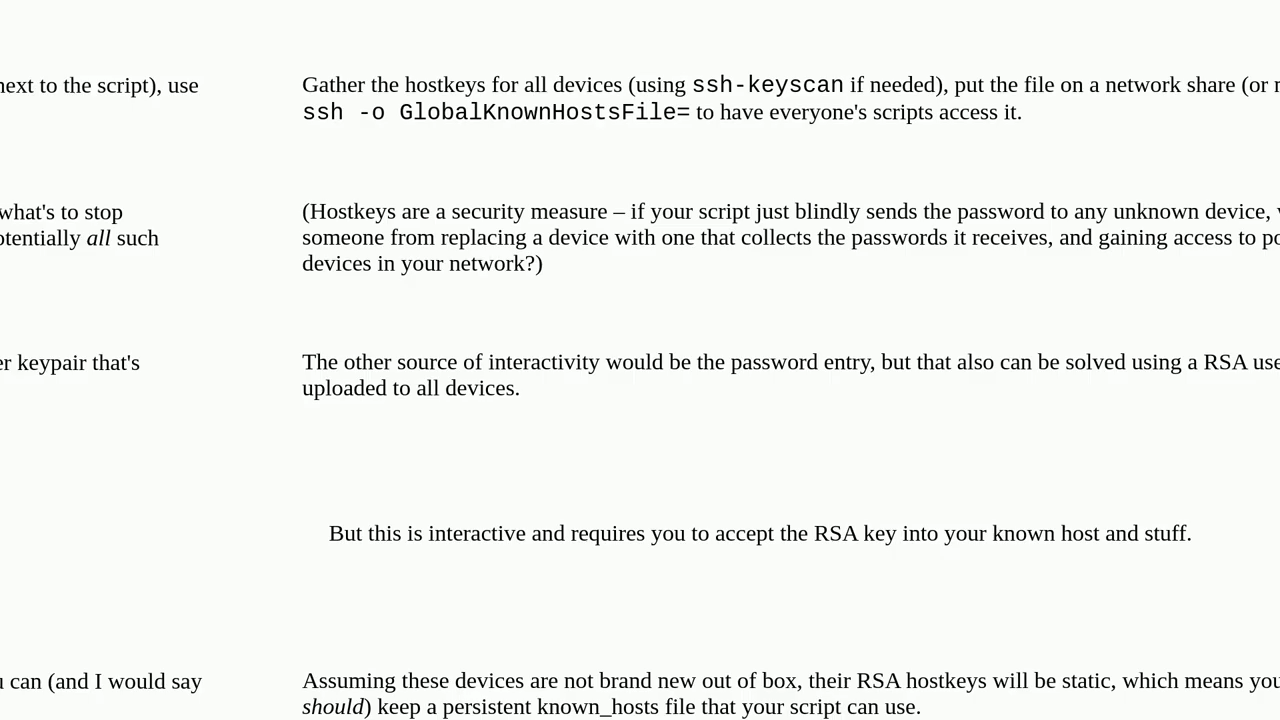 next to the script), use
Gather the hostkeys for all devices (using ssh-keyscan if needed), put the file on a network share (or
ssh -o GlobalKnownHostsFile= to have everyone's scripts access it.
what's to stop
(Hostkeys are a security measure – if your script just blindly sends the password to any unknown device,
otentially all such
someone from replacing a device with one that collects the passwords it receives, and gaining access to
devices in your network?)
er keypair that's
The other source of interactivity would be the password entry, but that also can be solved using a RSA use
uploaded to all devices.
But this is interactive and requires you to accept the RSA key into your known host and stuff.
can (and I would say
Assuming these devices are not brand new out of box, their RSA hostkeys will be static, which means you
should) keep a persistent known_hosts file that your script can use.